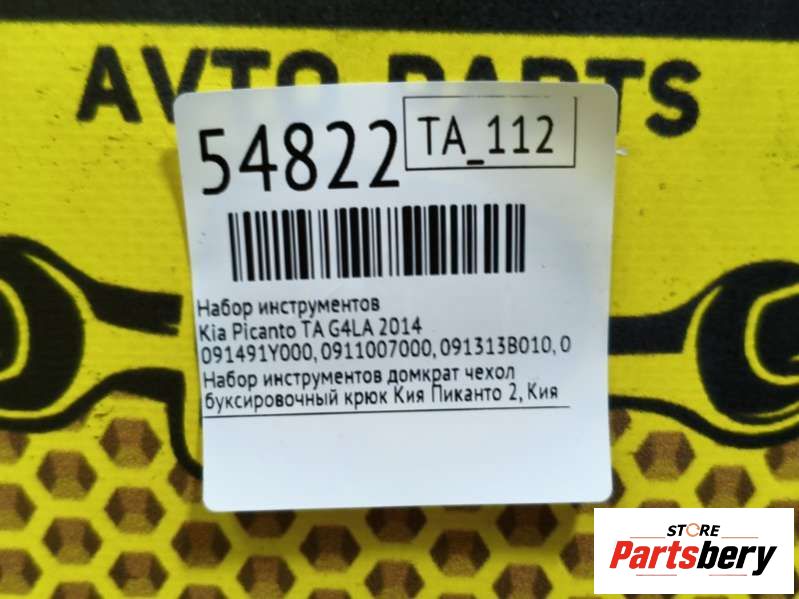 AVTO PARTS
54822
TA_112
Набор инструментов
Kia Picanto TA G4LA 2014
091491Y000, 0911007000, 091313B010, 0
Набор инструментов домкрат чехол
буксировочный крюк Кия Пиканто 2, Кия
STORE
Partsbery